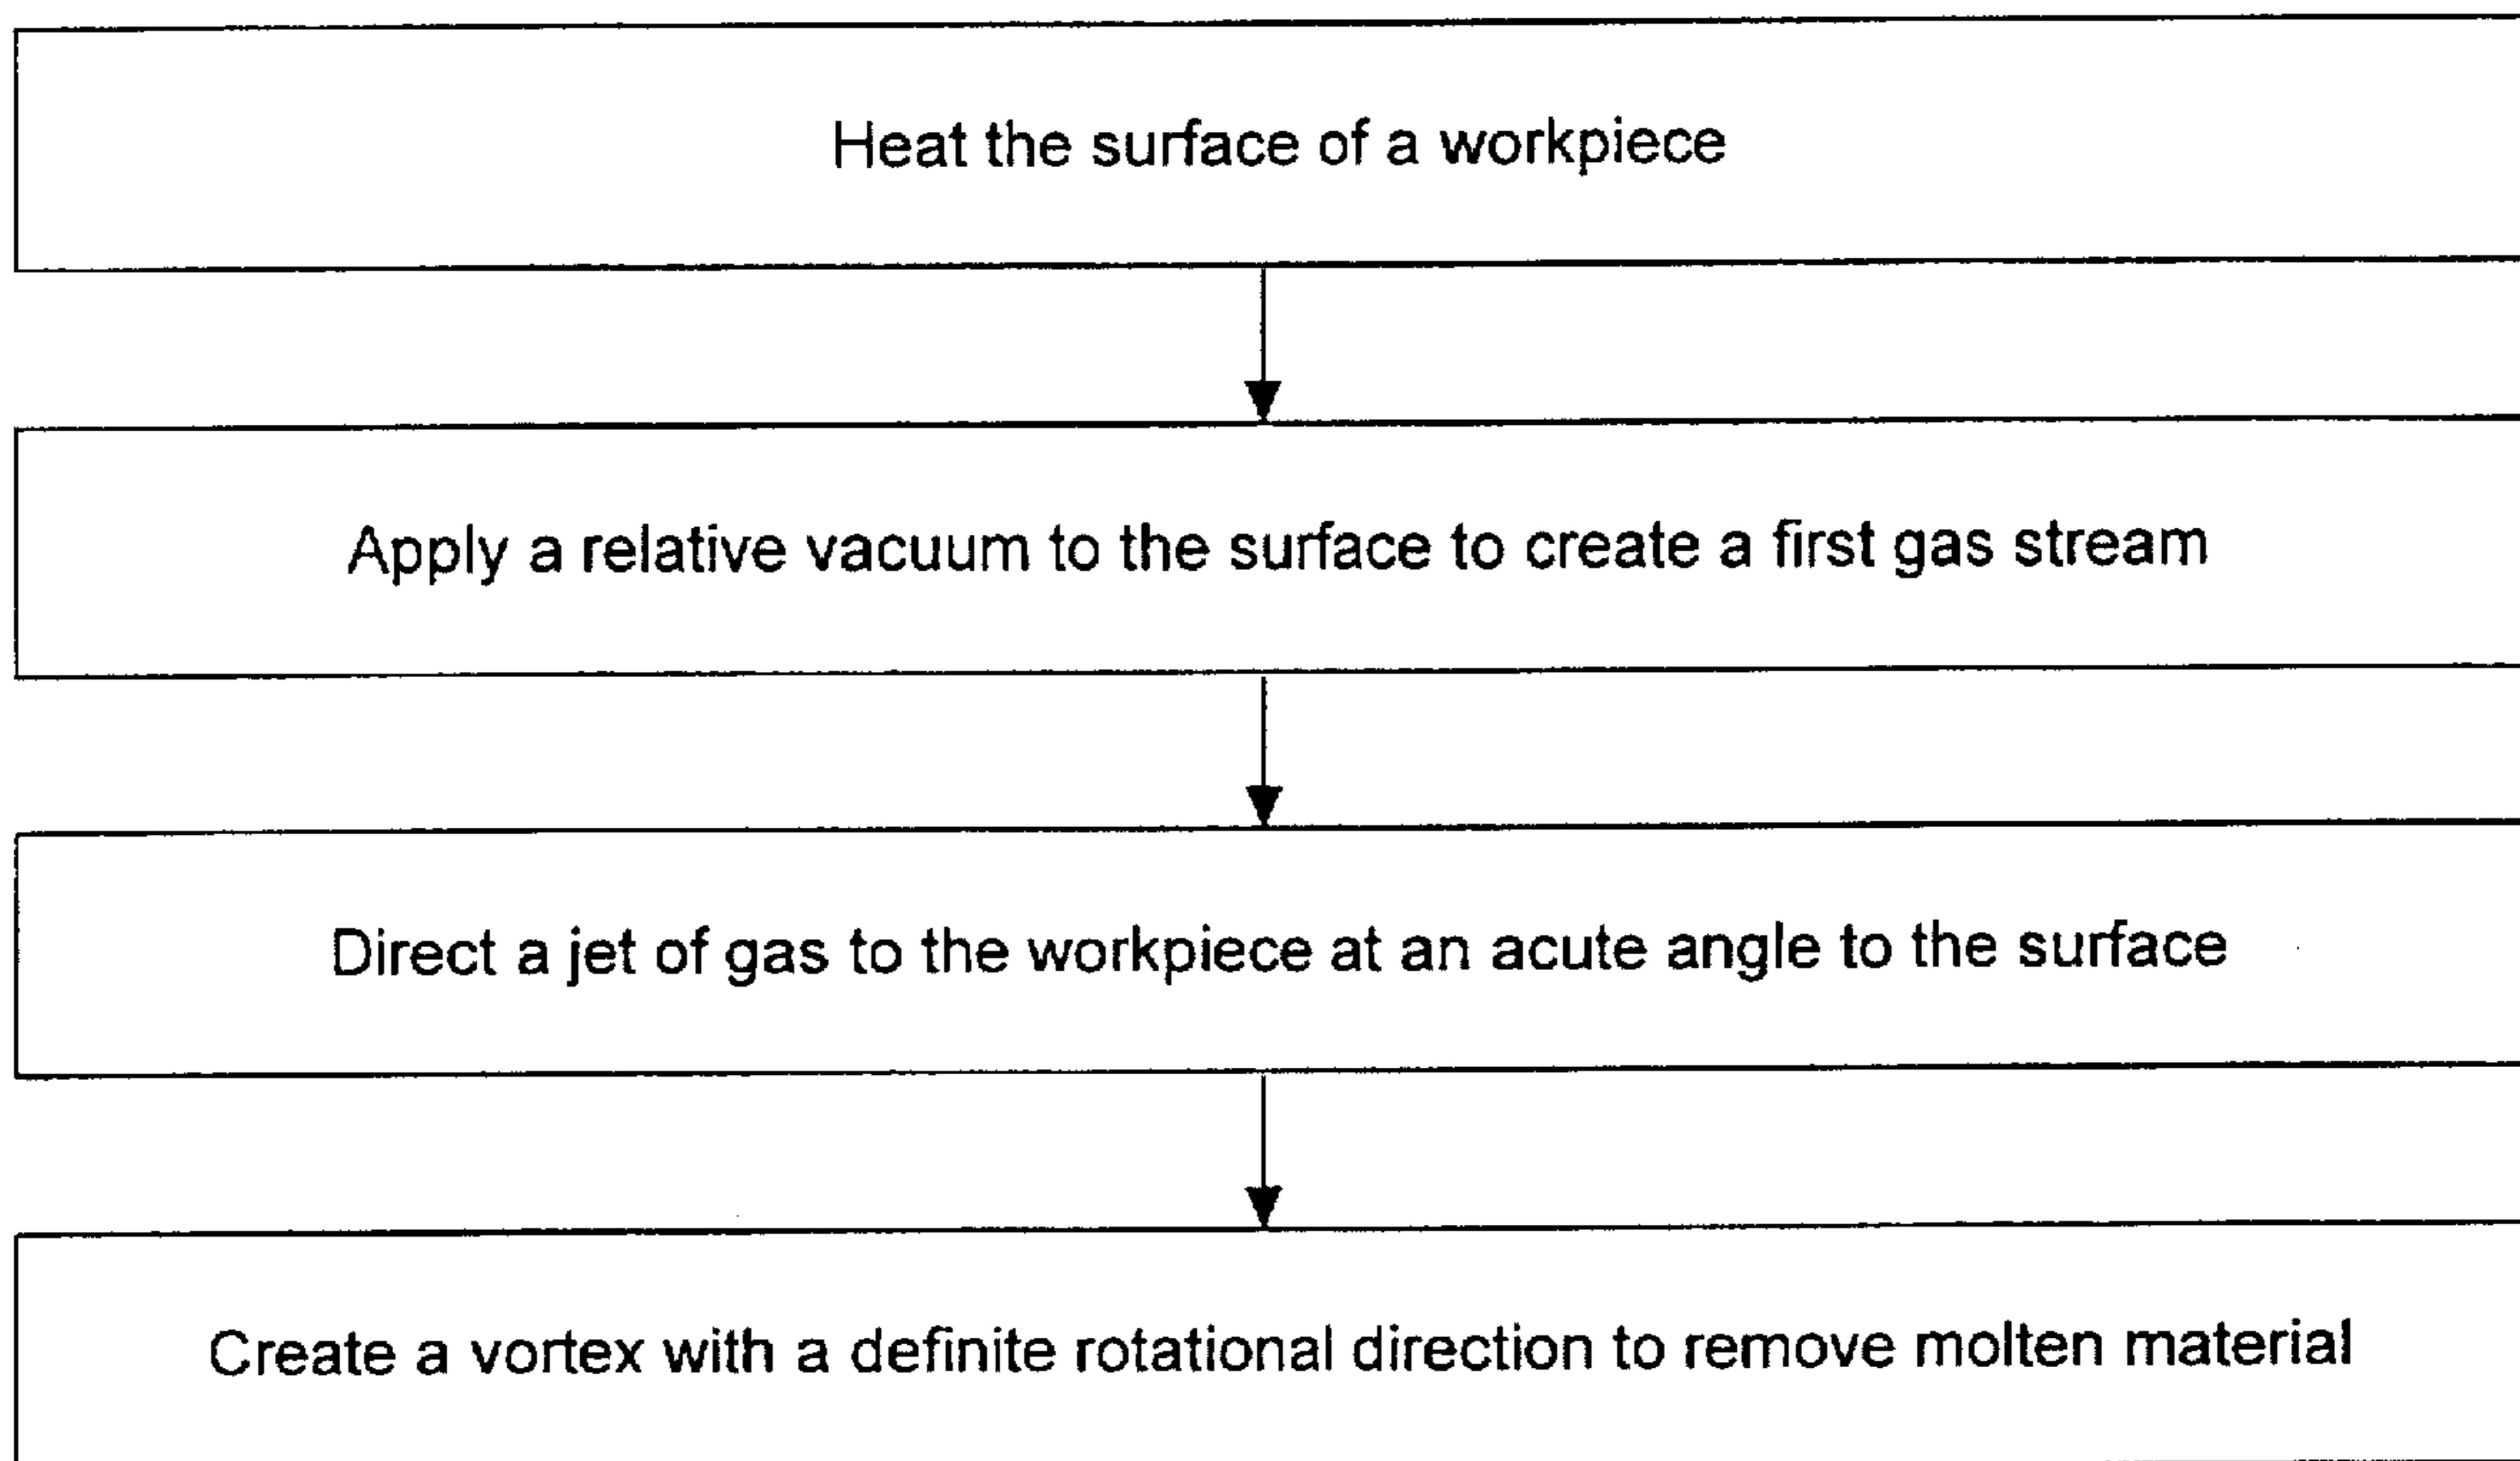 Heat the surface of a workpiece
Apply a relative vacuum to the surface to create a first gas stream
Direct a jet of gas to the workpiece at an acute angle to the surface
Create a vortex with a definite rotational direction to remove molten material